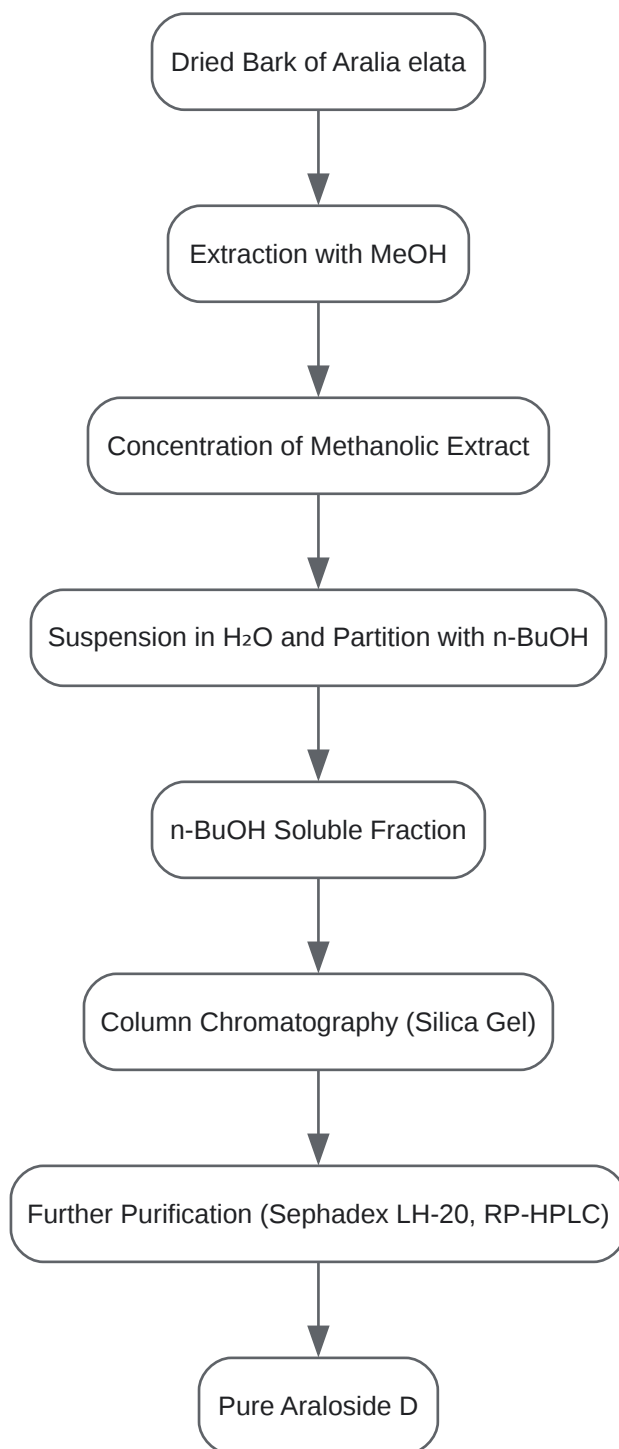 Dried Bark of Aralia elata
Extraction with MeOH
Concentration of Methanolic Extract
Suspension in H₂O and Partition with n-BuOH
n-BuOH Soluble Fraction
Column Chromatography (Silica Gel)
Further Purification (Sephadex LH-20, RP-HPLC)
Pure Araloside D